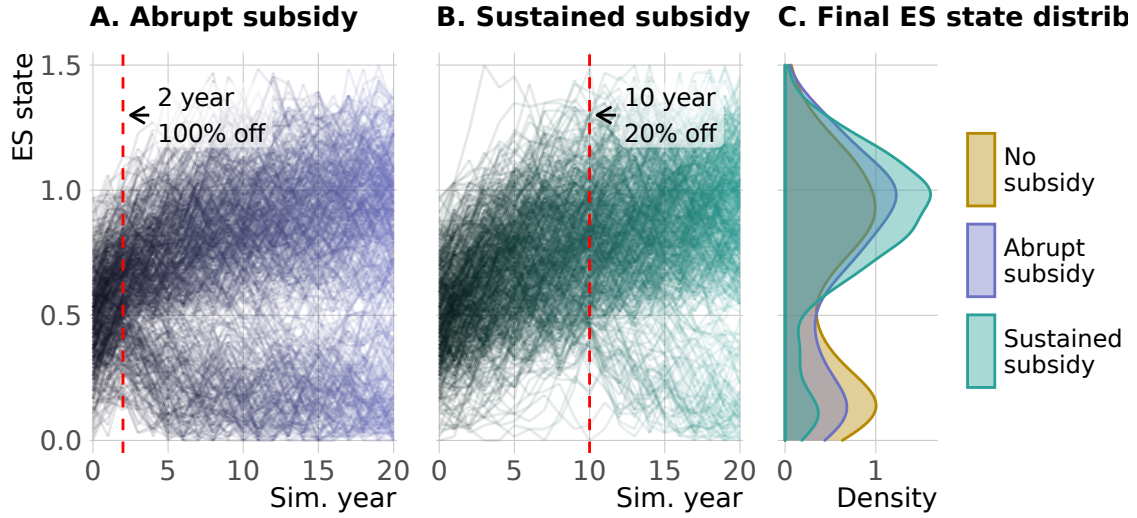 A. Abrupt subsidy
B. Sustained subsidy
C. Final ES state distrib
ES state
1.5
1.0
0.5
0.0
2 year
100% off
0
5
10
15
20
Sim. year
10 year
20% off
0
5
10
15
20
Sim. year
0
1
Density
No
subsidy
Abrupt
subsidy
Sustained
subsidy